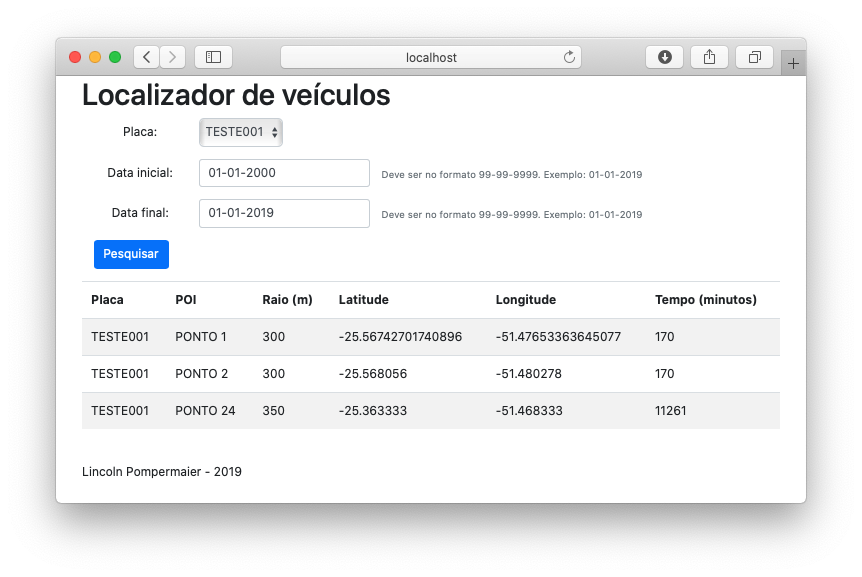 localhost
Localizador de veículos
Placa: TESTE001
Data inicial: 01-01-2000 Deve ser no formato 99-99-9999. Exemplo: 01-01-2019
Data final: 01-01-2019 Deve ser no formato 99-99-9999. Exemplo: 01-01-2019
Pesquisar
Placa POI Raio (m) Latitude Longitude Tempo (minutos)
TESTE001 PONTO 1 300 -25.56742701740896 -51.47653363645077 170
TESTE001 PONTO 2 300 -25.568056 -51.480278 170
TESTE001 PONTO 24 350 -25.363333 -51.468333 11261
Lincoln Pompermaier - 2019